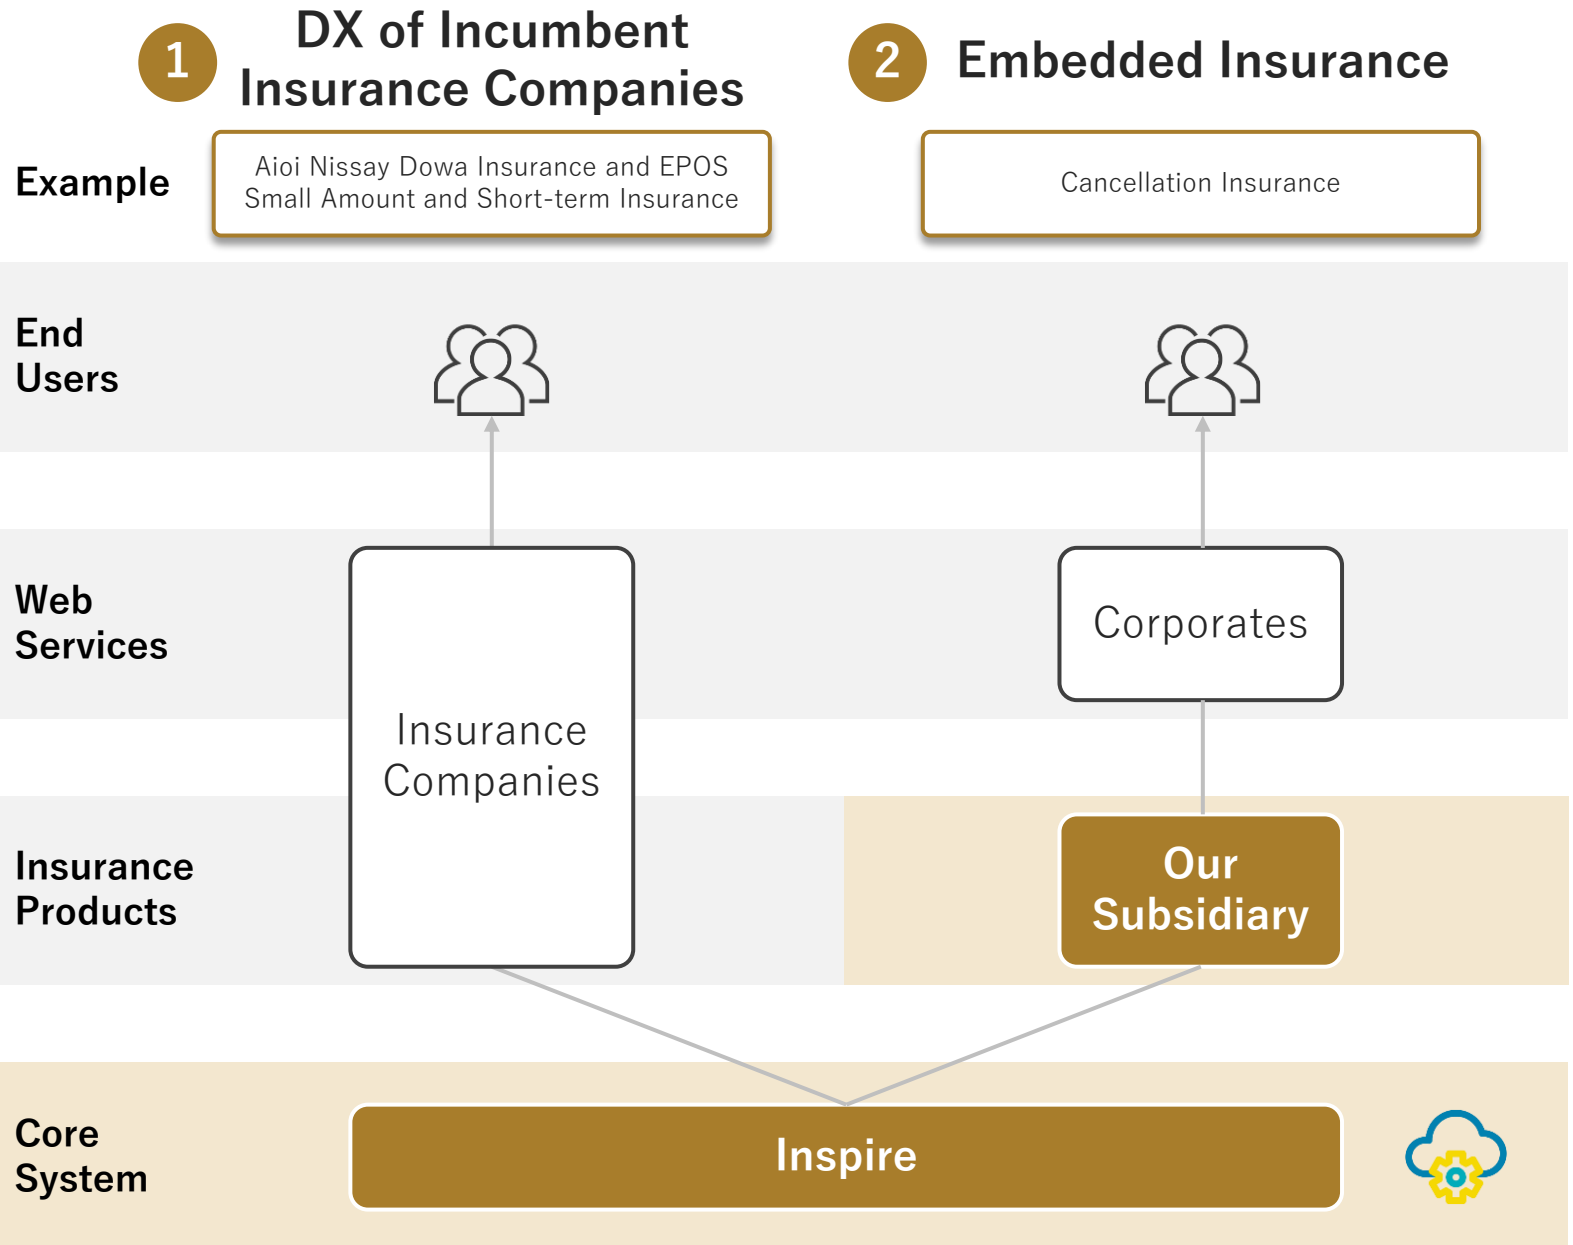 1
DX of Incumbent
Insurance Companies
2
Embedded Insurance
Example
Aioi Nissay Dowa Insurance and EPOS
Small Amount and Short-term Insurance
Cancellation Insurance
End
Users
Web
Services
Corporates
Insurance
Companies
Insurance
Products
Our
Subsidiary
Core
System
Inspire